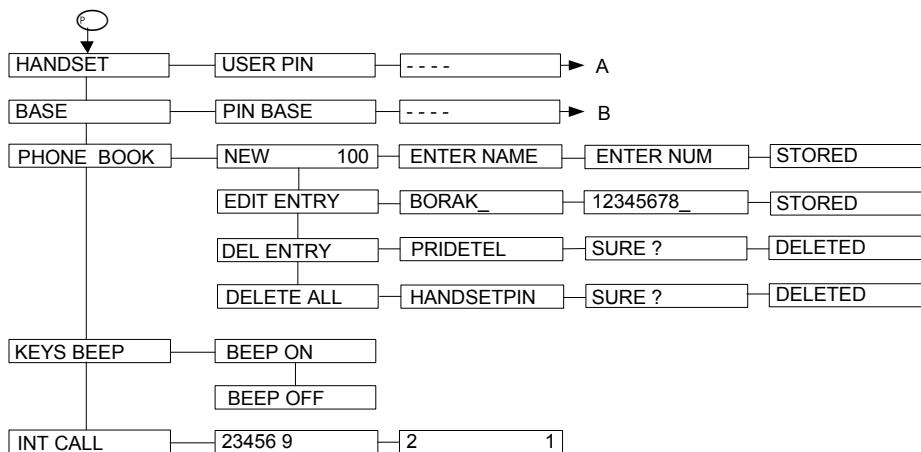 P
HANDSET USER PIN - - - - A
BASE PIN BASE - - - - B
PHONE BOOK NEW 100 ENTER NAME ENTER NUM STORED
EDIT ENTRY BORAK_ 12345678_ STORED
DEL ENTRY PRIDETEL SURE ? DELETED
DELETE ALL HANDSETPIN SURE ? DELETED
KEYS BEEP BEEP ON
BEEP OFF
INT CALL 23456 9 2 1